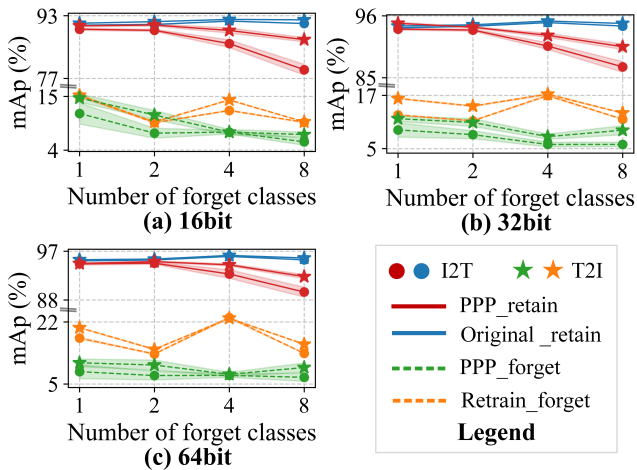 93
77
15
4
mAp (%)
1 2 4 8
Number of forget classes
(a) 16bit
96
85
17
5
mAp (%)
1 2 4 8
Number of forget classes
(b) 32bit
97
88
22
5
mAp (%)
1 2 4 8
Number of forget classes
(c) 64bit
I2T T2I
PPP_retain
Original _retain
PPP_forget
Retrain_forget
Legend